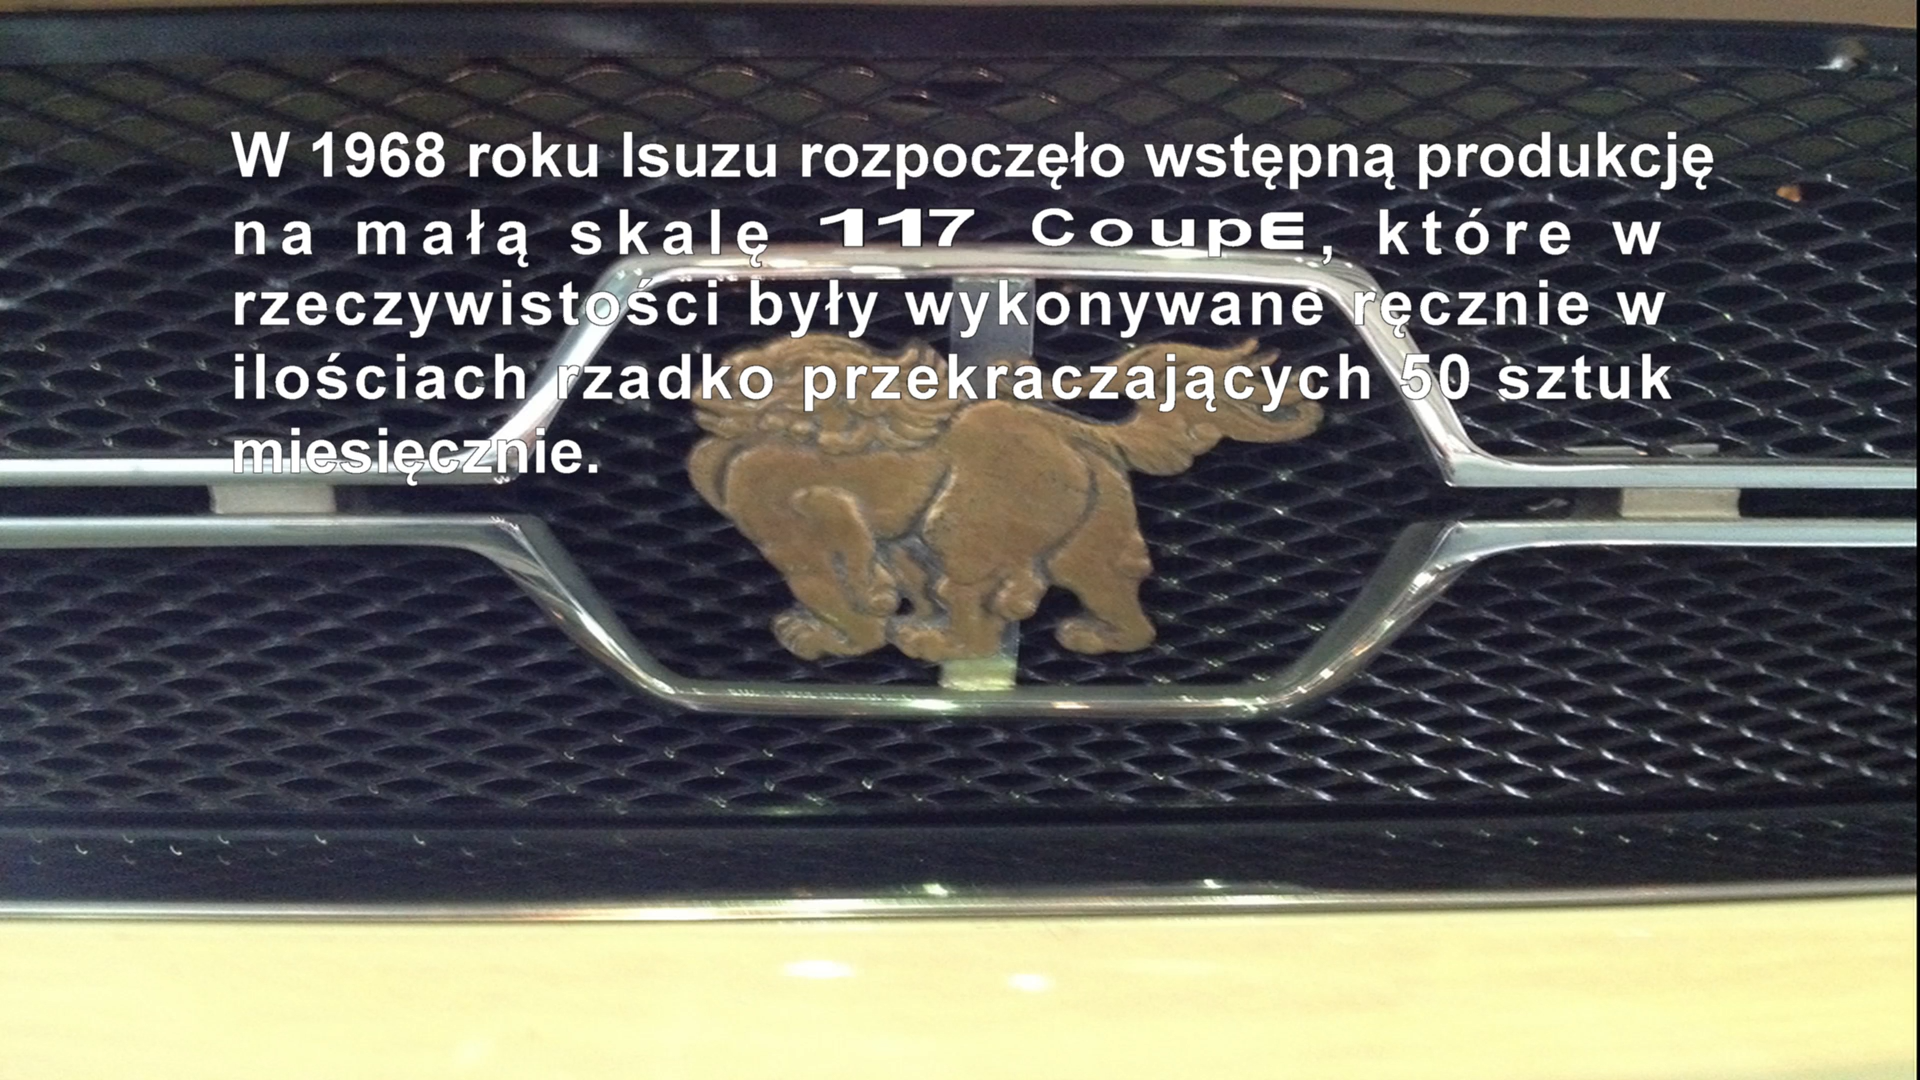 W 1968 roku Isuzu rozpoczęło wstępną produkcję
na małą skalę 117 CoupE, które w
rzeczywistości były wykonywane ręcznie w
ilościach rzadko przekraczających 50 sztuk
miesięcznie.